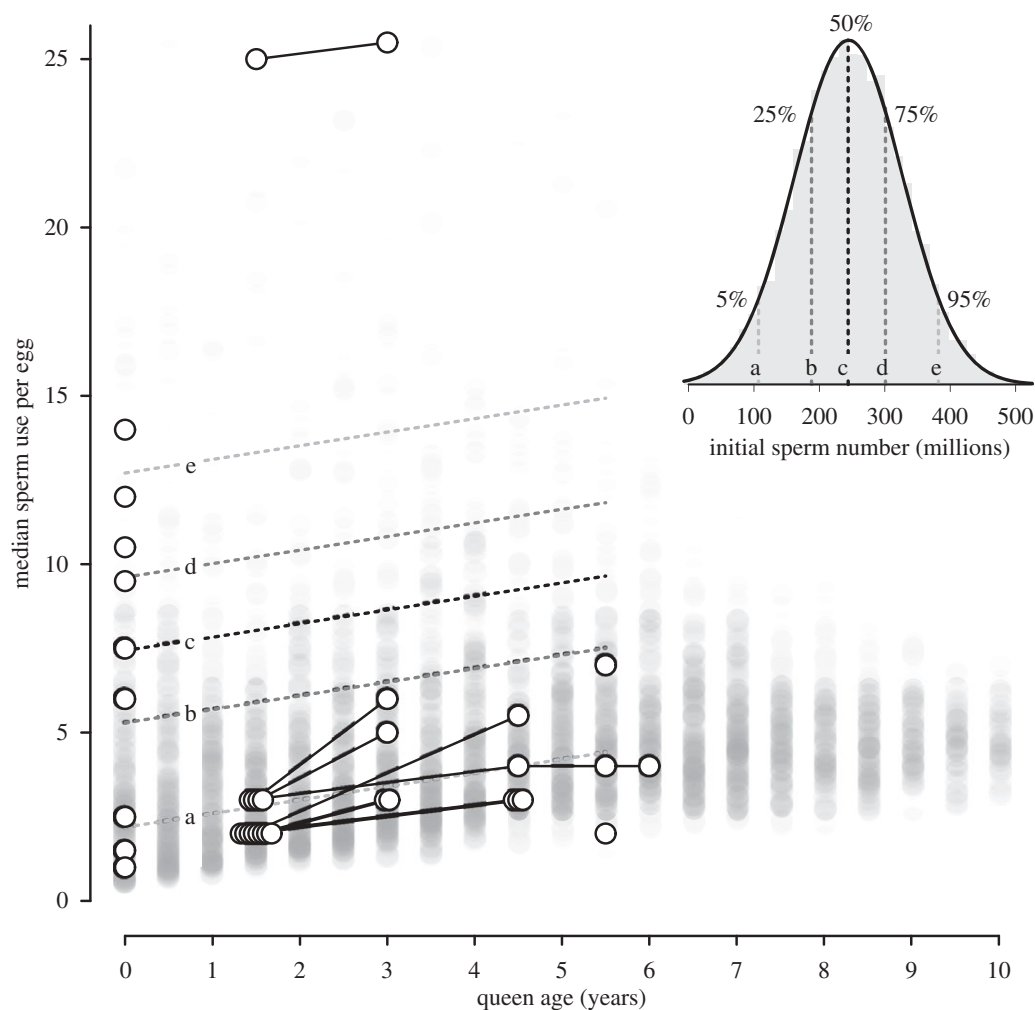 50%
25
25%
75%
20
5%
95%
a b c d e
0 100 200 300 400 500
initial sperm number (millions)
median sperm use per egg
15
e
10
d
c
b
5
a
0
0 1 2 3 4 5 6 7 8 9 10
queen age (years)